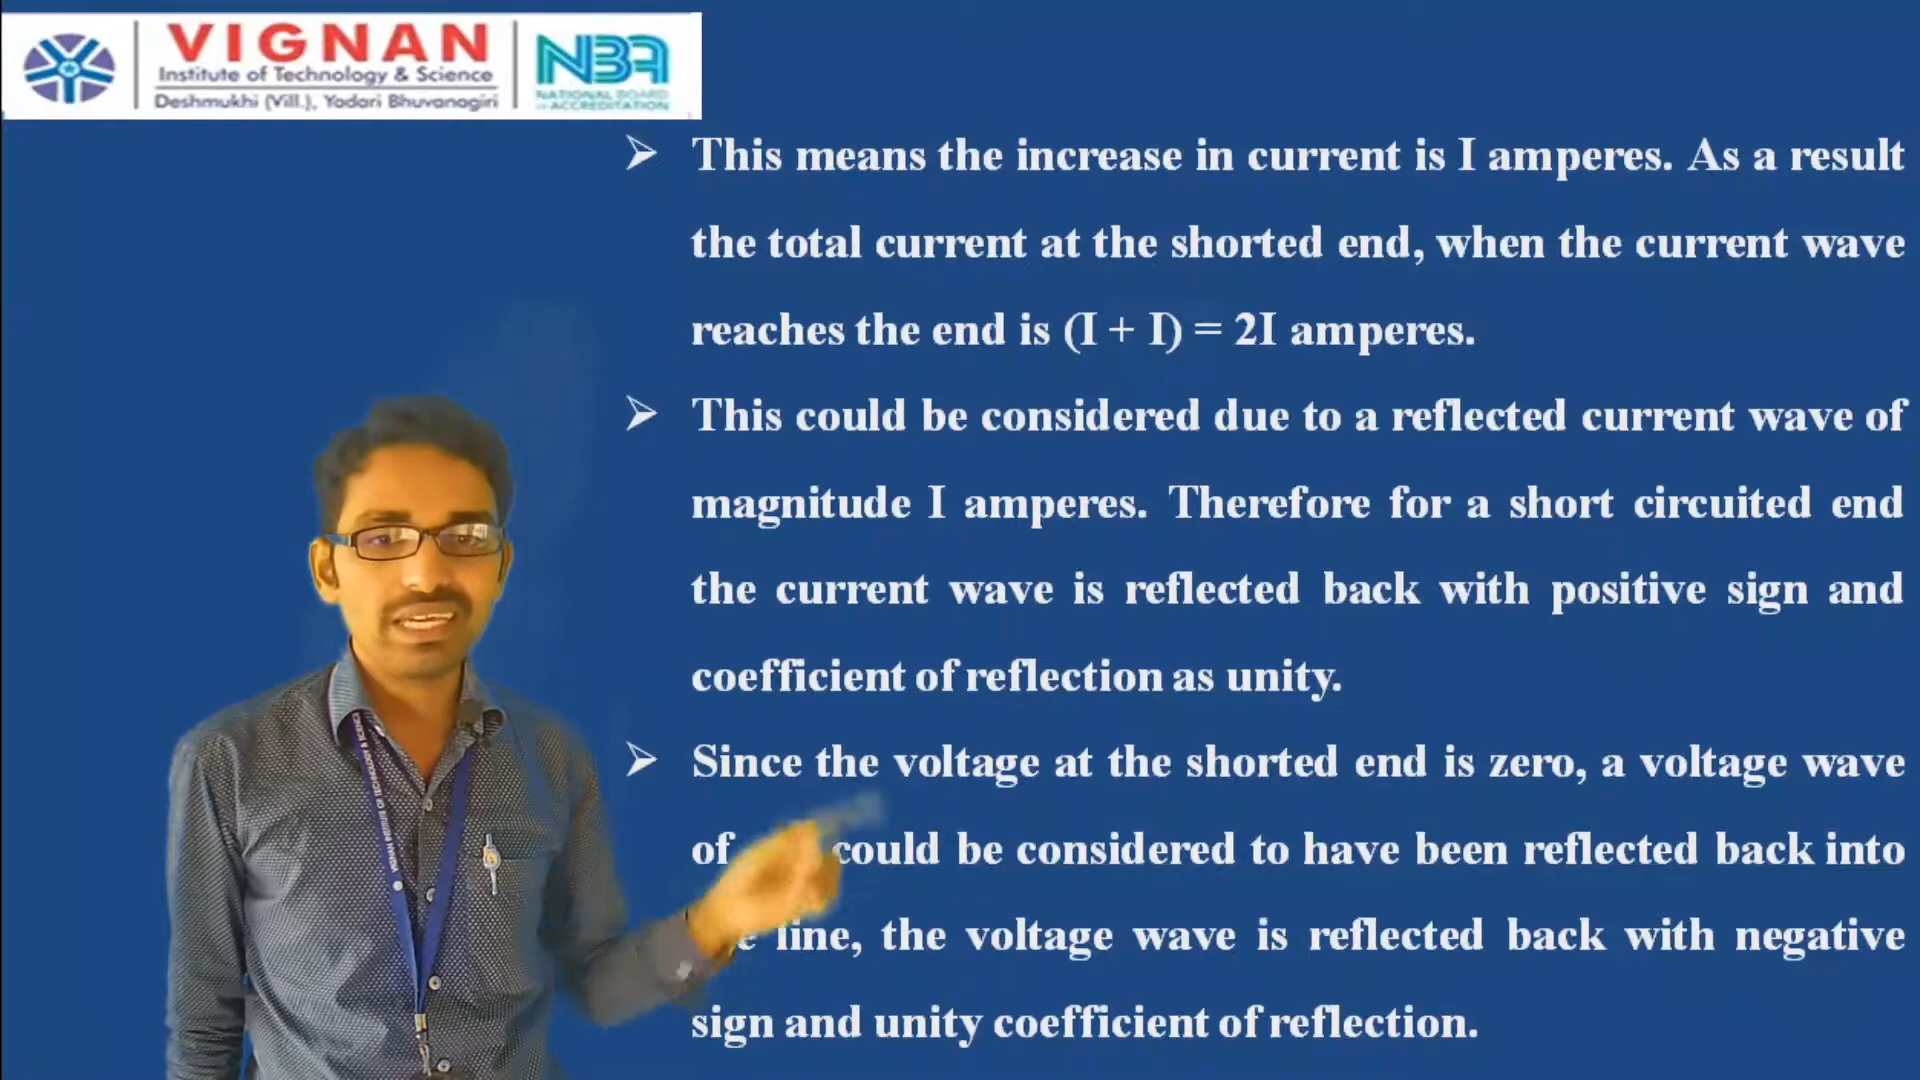 VIGNAN
Institute of Technology & Science
Deshmukhi (Vill.), Yadari Bhuvanagiri
NBA
NATIONAL BOARD
of ACCREDITATION
➢ This means the increase in current is I amperes. As a result
the total current at the shorted end, when the current wave
reaches the end is (I + I) = 2I amperes.
➢ This could be considered due to a reflected current wave of
magnitude I amperes. Therefore for a short circuited end
the current wave is reflected back with positive sign and
coefficient of reflection as unity.
➢ Since the voltage at the shorted end is zero, a voltage wave
of could be considered to have been reflected back into
line, the voltage wave is reflected back with negative
sign and unity coefficient of reflection.